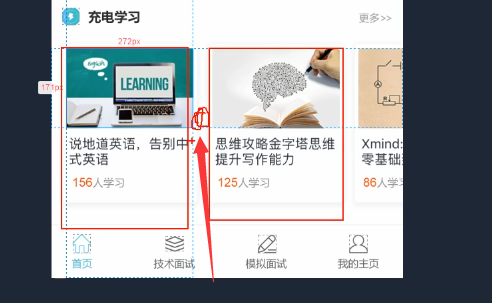 充电学习
更多>>
272px
171px
English
LEARNING
说地道英语，告别中
式英语
156人学习
思维攻略金字塔思维
提升写作能力
125人学习
Xmind:
零基础
86人学习
首页
技术面试
模拟面试
我的主页